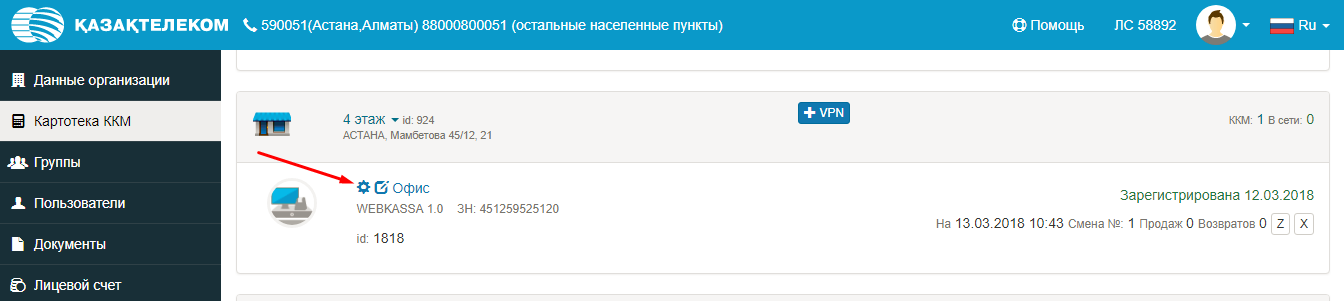 ҚАЗАҚТЕЛЕКОМ 590051(Астана,Алматы) 88000800051 (остальные населенные пункты) Помощь ЛС 58892 Ru
Данные организации
Картотека ККМ
Группы
Пользователи
Документы
Лицевой счет
4 этаж id: 924 VPN ККМ: 1 В сети: 0
АСТАНА, Мамбетова 45/12, 21
Офис
WEBKASSA 1.0 ЗН: 451259525120
id: 1818
Зарегистрирована 12.03.2018
На 13.03.2018 10:43 Смена №: 1 Продаж 0 Возвратов 0 Z X